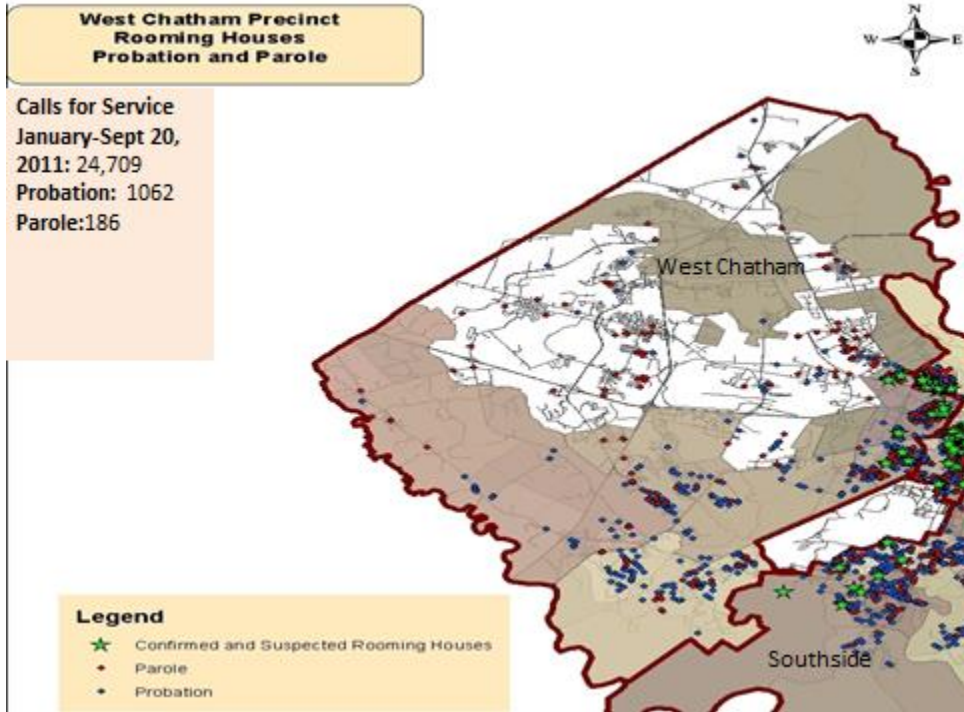 West Chatham Precinct
Rooming Houses
Probation and Parole
N
W E
S
Calls for Service
January-Sept 20,
2011: 24,709
Probation: 1062
Parole:186
West Chatham
Southside
Legend
Confirmed and Suspected Rooming Houses
Parole
Probation